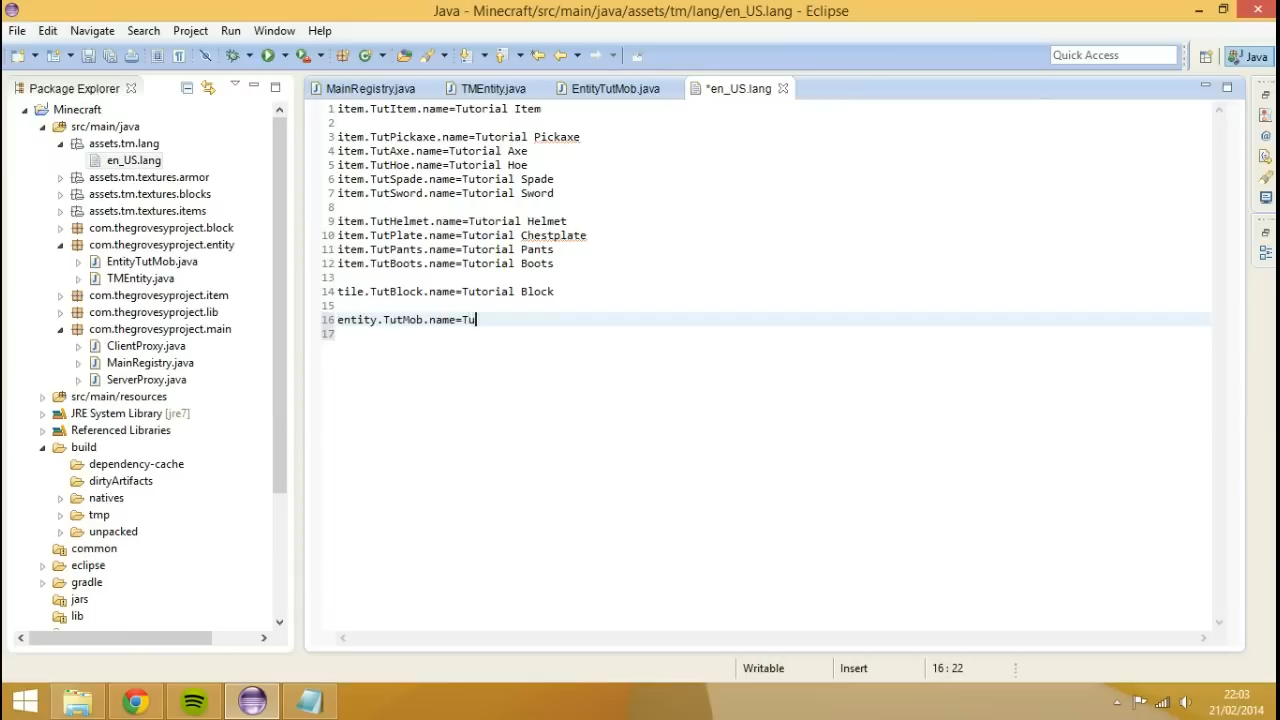 Java - Minecraft/src/main/java/assets/tm/lang/en_US.lang - Eclipse
File Edit Navigate Search Project Run Window Help
Quick Access
Java
Package Explorer
MainRegistry.java
TMEntity.java
EntityTutMob.java
*en_US.lang
Minecraft
src/main/java
assets.tm.lang
en_US.lang
assets.tm.textures.armor
assets.tm.textures.blocks
assets.tm.textures.items
com.thegrovesyproject.block
com.thegrovesyproject.entity
EntityTutMob.java
TMEntity.java
com.thegrovesyproject.item
com.thegrovesyproject.lib
com.thegrovesyproject.main
ClientProxy.java
MainRegistry.java
ServerProxy.java
src/main/resources
JRE System Library [jre7]
Referenced Libraries
build
dependency-cache
dirtyArtifacts
natives
tmp
unpacked
common
eclipse
gradle
jars
lib
1 item.TutItem.name=Tutorial Item
2
3 item.TutPickaxe.name=Tutorial Pickaxe
4 item.TutAxe.name=Tutorial Axe
5 item.TutHoe.name=Tutorial Hoe
6 item.TutSpade.name=Tutorial Spade
7 item.TutSword.name=Tutorial Sword
8
9 item.TutHelmet.name=Tutorial Helmet
10 item.TutPlate.name=Tutorial Chestplate
11 item.TutPants.name=Tutorial Pants
12 item.TutBoots.name=Tutorial Boots
13
14 tile.TutBlock.name=Tutorial Block
15
16 entity.TutMob.name=Tu
17
Writable
Insert
16 : 22
22:03
21/02/2014